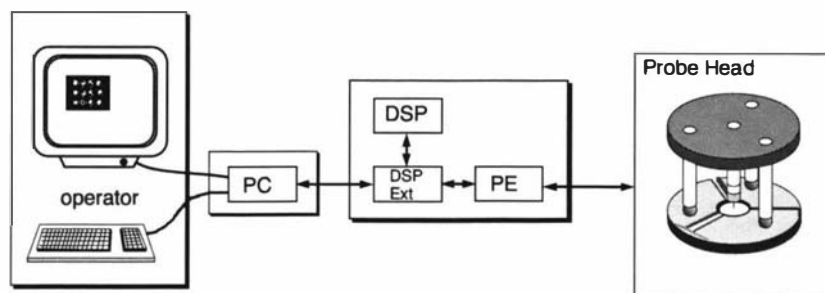 Probe Head
DSP
DSP
Ext
PE
PC
operator